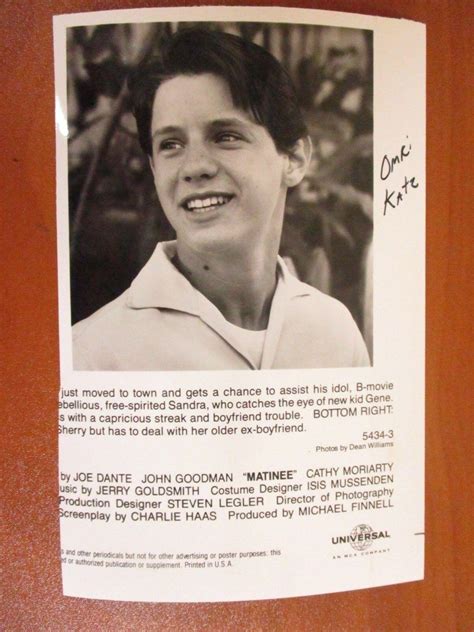 OMRi
KATZ
just moved to town and gets a chance to assist his idol, B-movie
ebellious, free-spirited Sandra, who catches the eye of new kid Gene.
s with a capricious streak and boyfriend trouble. BOTTOM RIGHT:
Sherry but has to deal with her older ex-boyfriend.
5434-3
Photos by Dean Williams
by JOE DANTE JOHN GOODMAN "MATINEE" CATHY MORIARTY
usic by JERRY GOLDSMITH Costume Designer ISIS MUSSENDEN
Production Designer STEVEN LEGLER Director of Photography
Screenplay by CHARLIE HAAS Produced by MICHAEL FINNELL
s and other periodicals but not for other advertising or poster purposes; this
ed or authorized publication or supplement. Printed in U.S.A.
UNIVERSAL
AN MCA COMPANY